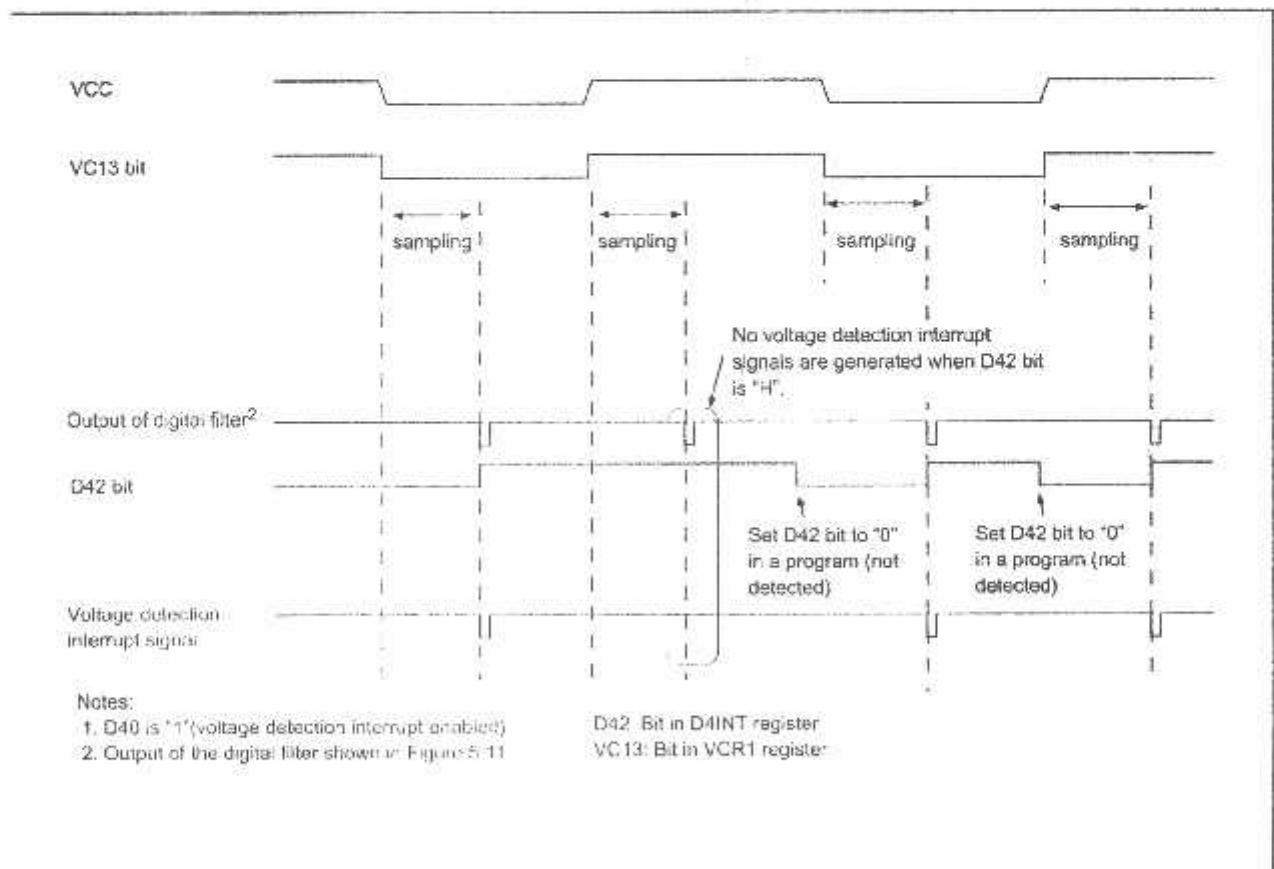 VCC
VC13 bit
sampling
sampling
sampling
sampling
No voltage detection interrupt
signals are generated when D42 bit
is "H".
Output of digital filter2
D42 bit
Set D42 bit to "0"
in a program (not
detected)
Set D42 bit to "0"
in a program (not
detected)
Voltage detection
interrupt signal
Notes:
1. D40 is "1"(voltage detection interrupt enabled)
2. Output of the digital filter shown in Figure 5.11
D42: Bit in D4INT register
VC13: Bit in VCR1 register